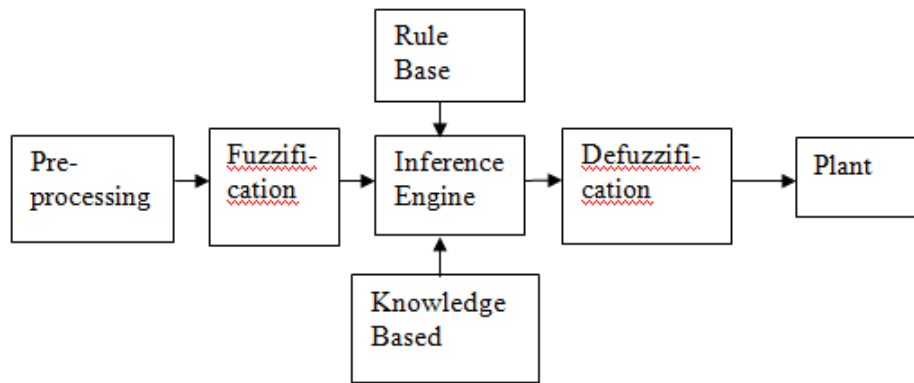 Rule
Base
Pre-
processing
Fuzzifi-
cation
Inference
Engine
Defuzzifi-
cation
Plant
Knowledge
Based